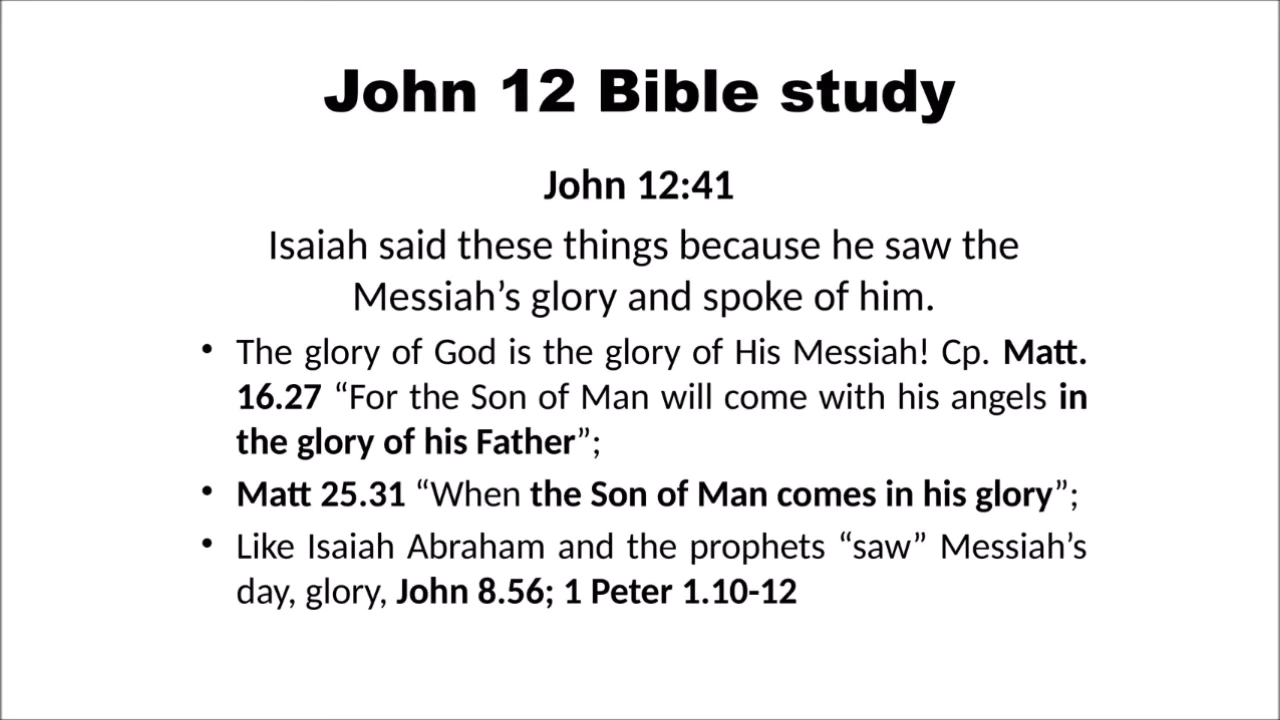 John 12 Bible study
John 12:41
Isaiah said these things because he saw the
Messiah’s glory and spoke of him.
• The glory of God is the glory of His Messiah! Cp. Matt.
16.27 “For the Son of Man will come with his angels in
the glory of his Father”;
• Matt 25.31 “When the Son of Man comes in his glory”;
• Like Isaiah Abraham and the prophets “saw” Messiah’s
day, glory, John 8.56; 1 Peter 1.10-12